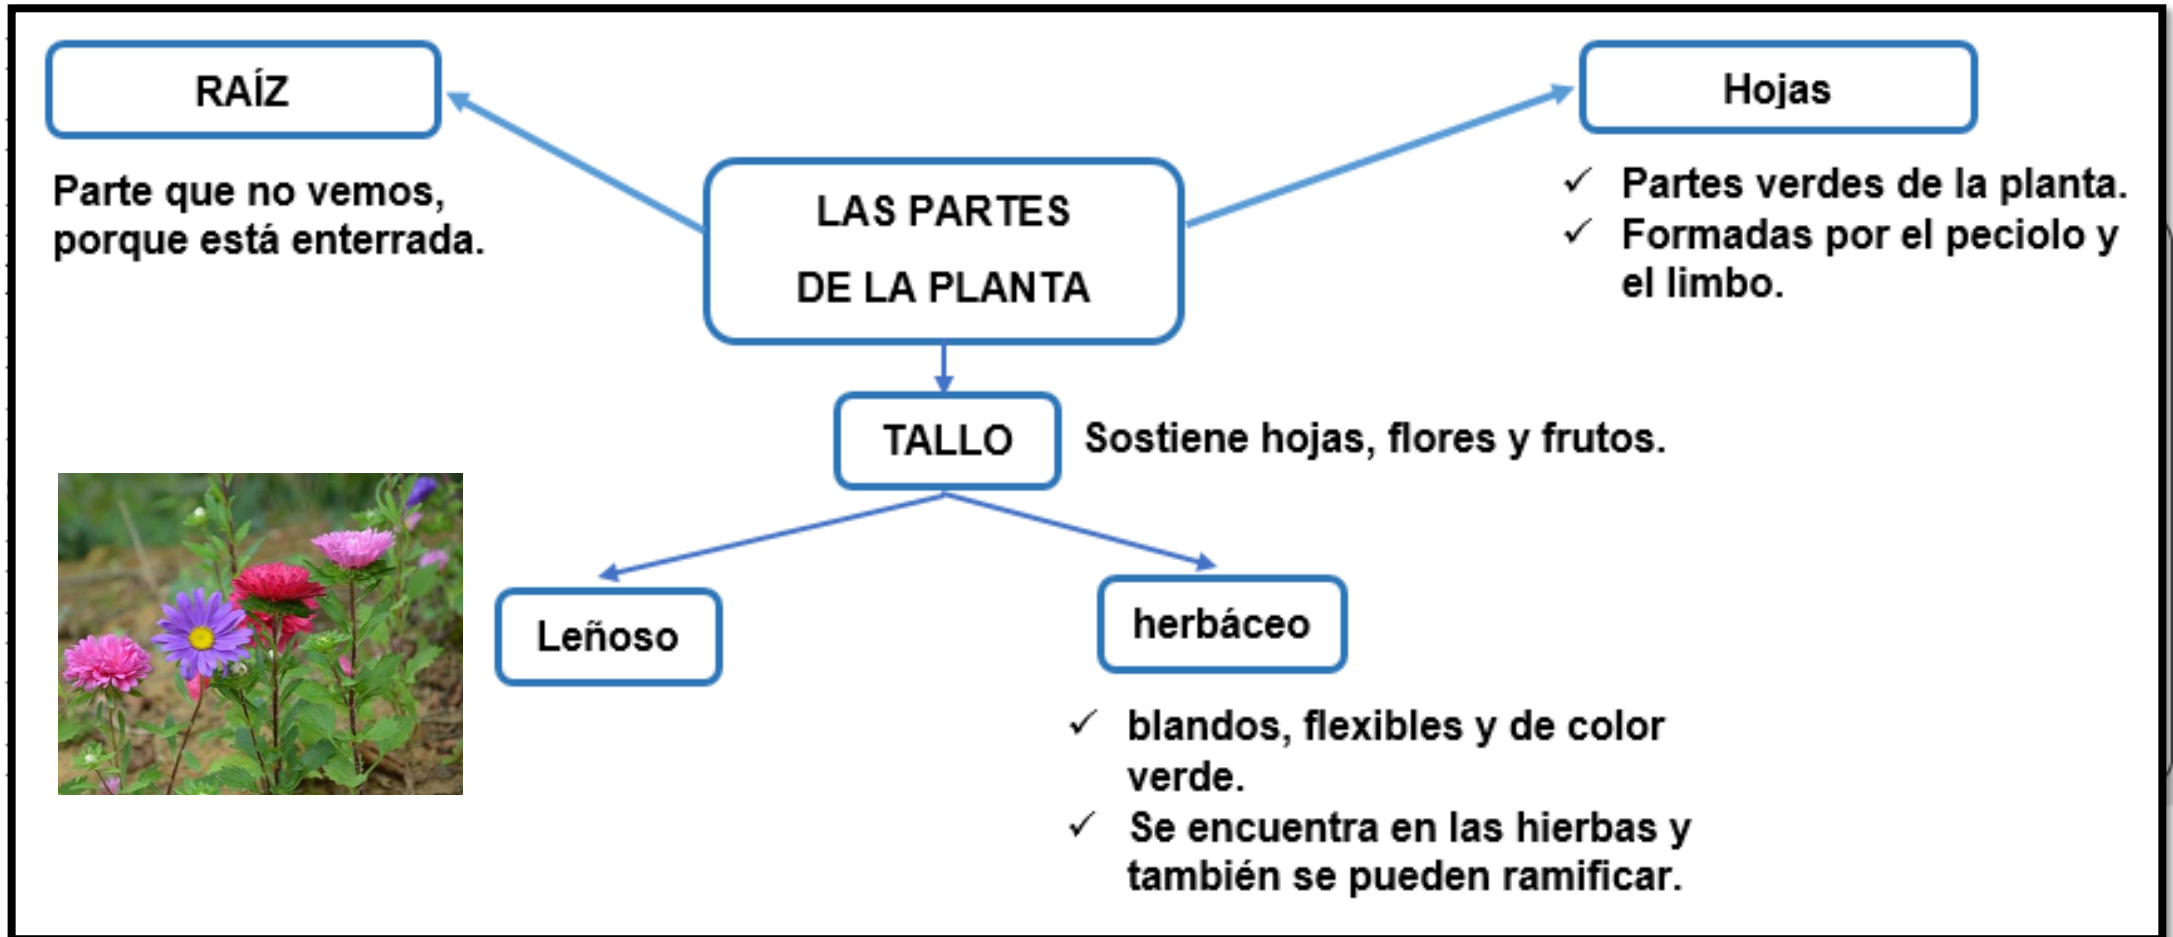 RAÍZ
Parte que no vemos,
porque está enterrada.
LAS PARTES
DE LA PLANTA
Hojas
✓ Partes verdes de la planta.
✓ Formadas por el peciolo y
el limbo.
TALLO
Sostiene hojas, flores y frutos.
Leñoso
herbáceo
✓ blandos, flexibles y de color
verde.
✓ Se encuentra en las hierbas y
también se pueden ramificar.